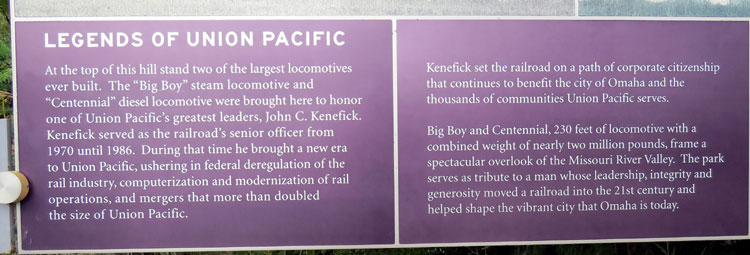 LEGENDS OF UNION PACIFIC
At the top of this hill stand two of the largest locomotives
ever built. The “Big Boy” steam locomotive and
“Centennial” diesel locomotive were brought here to honor
one of Union Pacific’s greatest leaders, John C. Kenefick.
Kenefick served as the railroad’s senior officer from
1970 until 1986. During that time he brought a new era
to Union Pacific, ushering in federal deregulation of the
rail industry, computerization and modernization of rail
operations, and mergers that more than doubled
the size of Union Pacific.
Kenefick set the railroad on a path of corporate citizenship
that continues to benefit the city of Omaha and the
thousands of communities Union Pacific serves.
Big Boy and Centennial, 230 feet of locomotive with a
combined weight of nearly two million pounds, frame a
spectacular overlook of the Missouri River Valley. The park
serves as tribute to a man whose leadership, integrity and
generosity moved a railroad into the 21st century and
helped shape the vibrant city that Omaha is today.